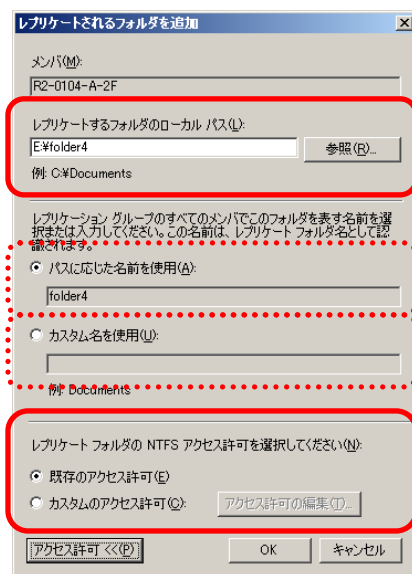 レプリケートされるフォルダを追加
メンバ(M):
R2-0104-A-2F
レプリケートするフォルダのローカル パス(L):
E:¥folder4
参照(R)...
例: C:¥Documents
レプリケーション グループのすべてのメンバでこのフォルダを表す名前を選
択または入力してください。この名前は、レプリケート フォルダ名として認
識されます。
パスに応じた名前を使用(A):
folder4
カスタム名を使用(U):
例: Documents
レプリケート フォルダの NTFS アクセス許可を選択してください(N):
既存のアクセス許可(E)
カスタムのアクセス許可(C):
アクセス許可の編集(T)...
アクセス許可 <<(P)
OK
キャンセル